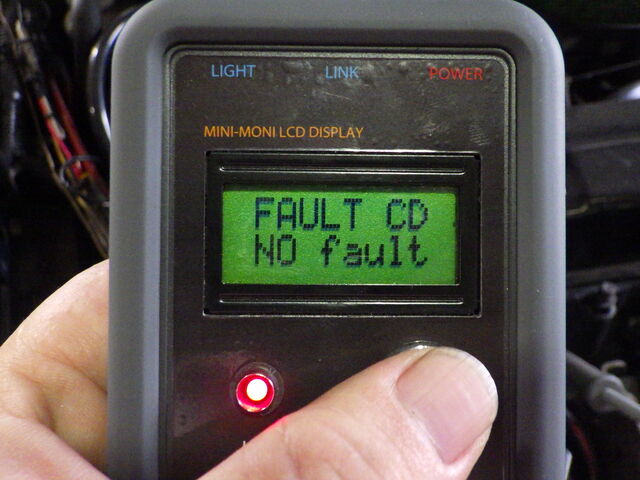 LIGHT LINK POWER
MINI-MONI LCD DISPLAY
FAULT CD
NO fault